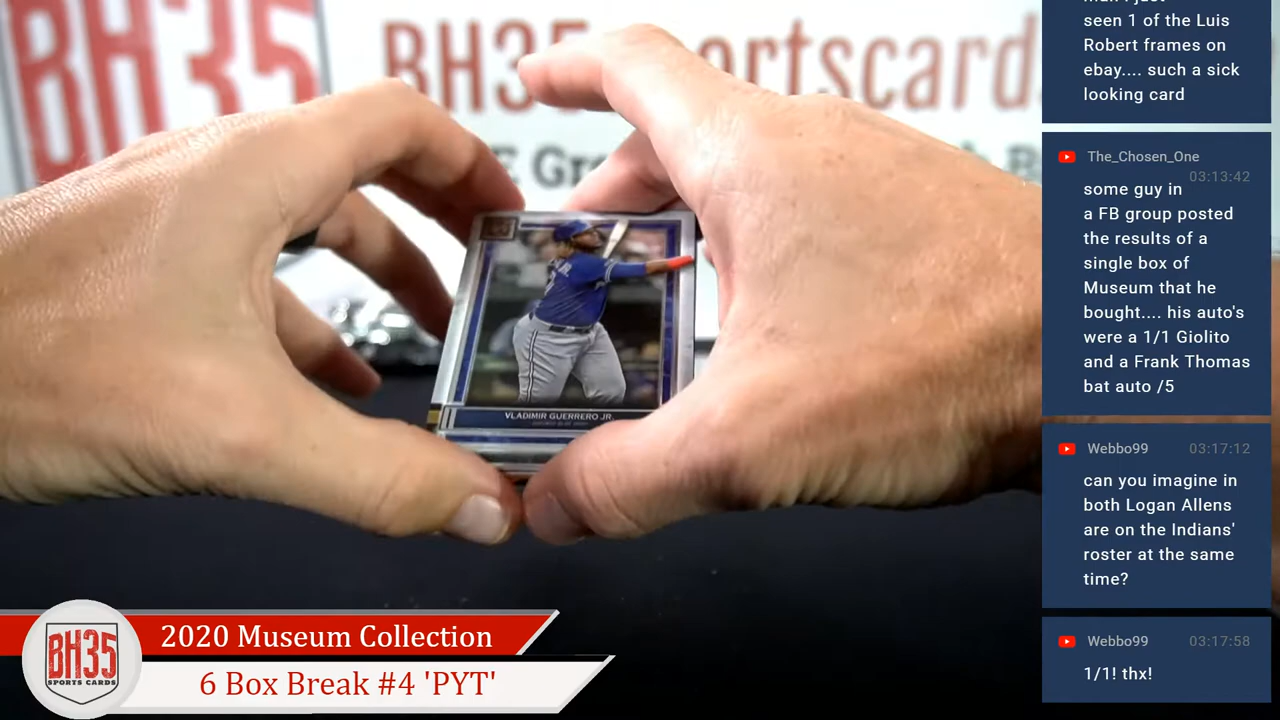 BH35
BH35 Sportscards
E Gr
B
VLADIMIR GUERRERO JR.
seen 1 of the Luis
Robert frames on
ebay.... such a sick
looking card
The_Chosen_One
03:13:42
some guy in
a FB group posted
the results of a
single box of
Museum that he
bought.... his auto's
were a 1/1 Giolito
and a Frank Thomas
bat auto /5
Webbo99 03:17:12
can you imagine in
both Logan Allens
are on the Indians'
roster at the same
time?
Webbo99 03:17:58
1/1! thx!
BH35
SPORTS CARDS
2020 Museum Collection
6 Box Break #4 'PYT'